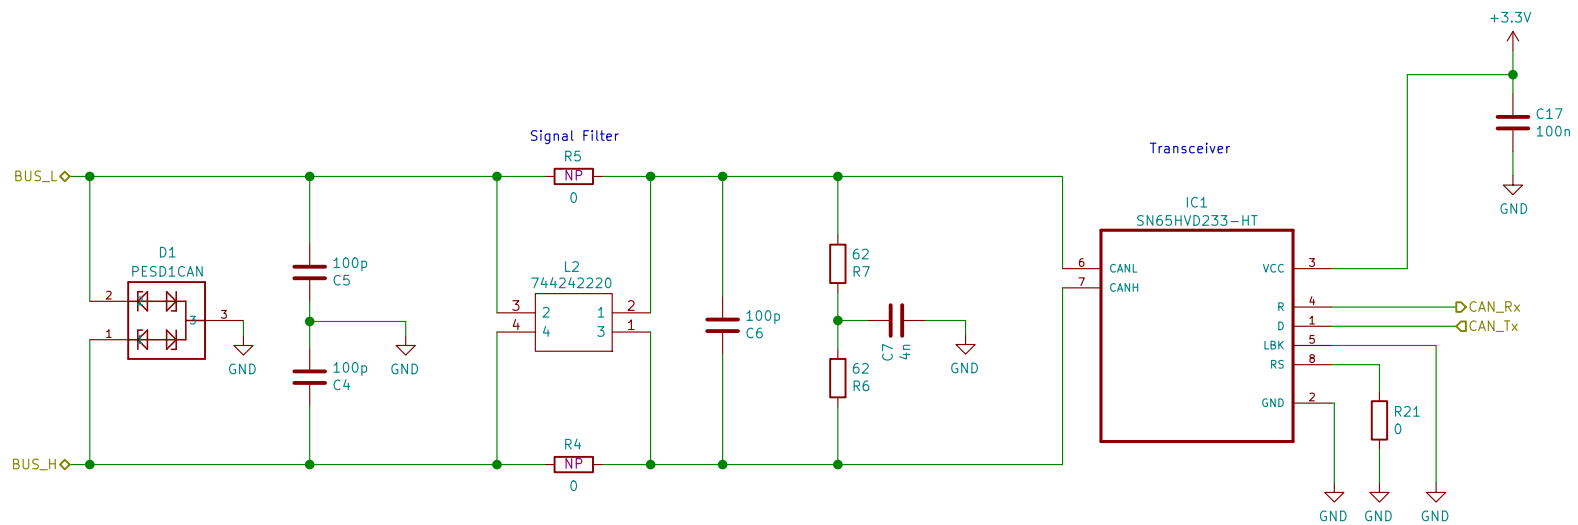 +3.3V
C17
100n
GND
Signal Filter
Transceiver
BUS_L
R5
NP
0
IC1
SN65HVD233-HT
D1
PESD1CAN
2
1
3
3
GND
100p
C5
100p
C4
GND
L2
744242220
3
4
2
4
1
3
2
1
100p
C6
62
R7
C7
4n
62
R6
GND
6
7
CANL
CANH
VCC
R
D
LBK
RS
GND
3
4
1
5
8
2
CAN_Rx
CAN_Tx
R21
0
BUS_H
R4
NP
0
GND
GND
GND